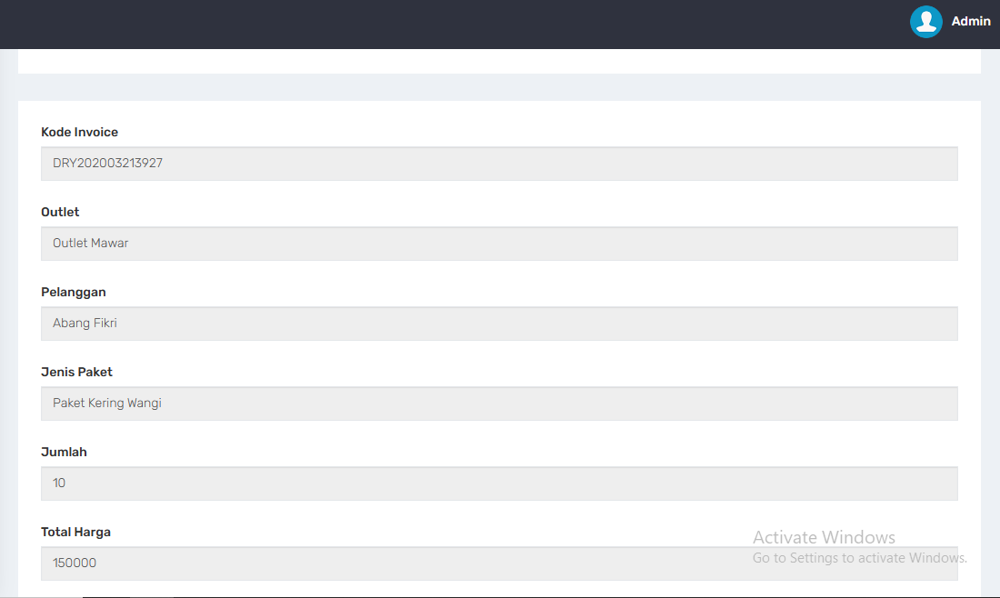 Admin
Kode Invoice
DRY202003213927
Outlet
Outlet Mawar
Pelanggan
Abang Fikri
Jenis Paket
Paket Kering Wangi
Jumlah
10
Total Harga
150000
Activate Windows
Go to Settings to activate Windows.